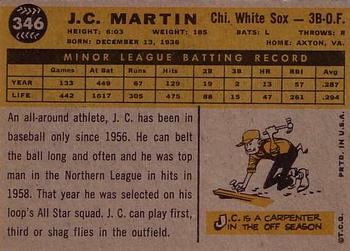 346
J.C. MARTIN
Chi. White Sox — 3B-O.F.
HEIGHT: 6:03 WEIGHT: 185 BATS: L THROWS: R
BORN: DECEMBER 13, 1936 HOME: AXTON, VA.
MINOR LEAGUE BATTING RECORD
Games At Bat Runs Hits 2B 3B HR RBI Avg.
YEAR 133 449 67 129 19 2 13 57 .287
LIFE 442 1617 305 475 88 15 47 261 .294
An all-around athlete, J. C. has been in
baseball only since 1956. He can belt
the ball long and often and he was top
man in the Northern League in hits in
1958. That year he was selected on his
loop's All Star squad. J. C. can play first,
third or shag flies in the outfield.
J.C. IS A CARPENTER
IN THE OFF SEASON
©T.C.G. PRTD. IN U.S.A.